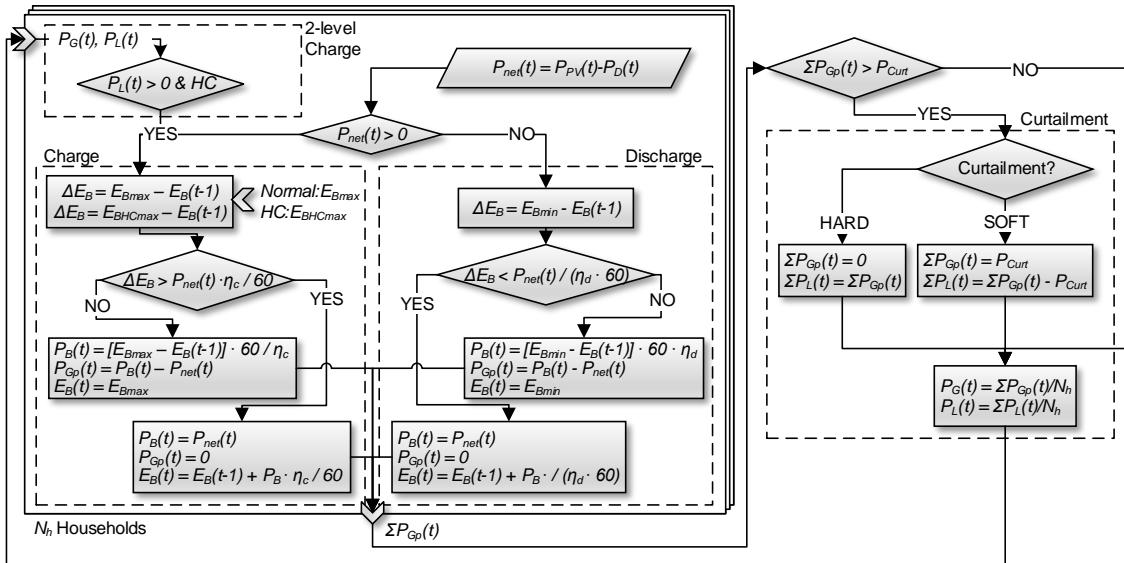 P_G(t), P_L(t)
2-level
Charge
P_L(t) > 0 & HC
P_net(t) = P_PV(t)-P_D(t)
YES
P_net(t) > 0
NO
Charge
ΔE_B = E_Bmax – E_B(t-1)
ΔE_B = E_BHCmax – E_B(t-1)
Normal:E_Bmax
HC:E_BHCmax
ΔE_B > P_net(t) · η_c / 60
NO
YES
P_B(t) = [E_Bmax – E_B(t-1)] · 60 / η_c
P_Gp(t) = P_B(t) – P_net(t)
E_B(t) = E_Bmax
P_B(t) = P_net(t)
P_Gp(t) = 0
E_B(t) = E_B(t-1) + P_B · η_c / 60
Discharge
ΔE_B = E_Bmin - E_B(t-1)
ΔE_B < P_net(t) / (η_d · 60)
YES
NO
P_B(t) = [E_Bmin - E_B(t-1)] · 60 · η_d
P_Gp(t) = P_B(t) - P_net(t)
E_B(t) = E_Bmin
P_B(t) = P_net(t)
P_Gp(t) = 0
E_B(t) = E_B(t-1) + P_B · / (η_d · 60)
N_h Households
ΣP_Gp(t)
ΣP_Gp(t) > P_Curt
NO
YES
Curtailment
Curtailment?
HARD
SOFT
ΣP_Gp(t) = 0
ΣP_L(t) = ΣP_Gp(t)
ΣP_Gp(t) = P_Curt
ΣP_L(t) = ΣP_Gp(t) - P_Curt
P_G(t) = ΣP_Gp(t)/N_h
P_L(t) = ΣP_L(t)/N_h